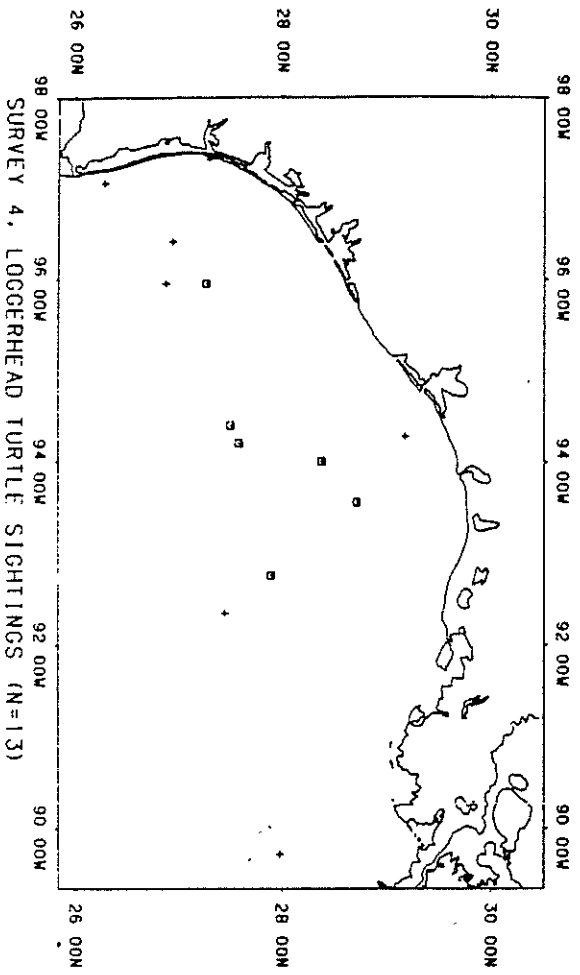 98 00W 96 00W 94 00W 92 00W 90 00W
30 00N 30 00N
28 00N 28 00N
26 00N 26 00N
98 00W 96 00W 94 00W 92 00W 90 00W
SURVEY 4, LOGGERHEAD TURTLE SIGHTINGS (N=13)